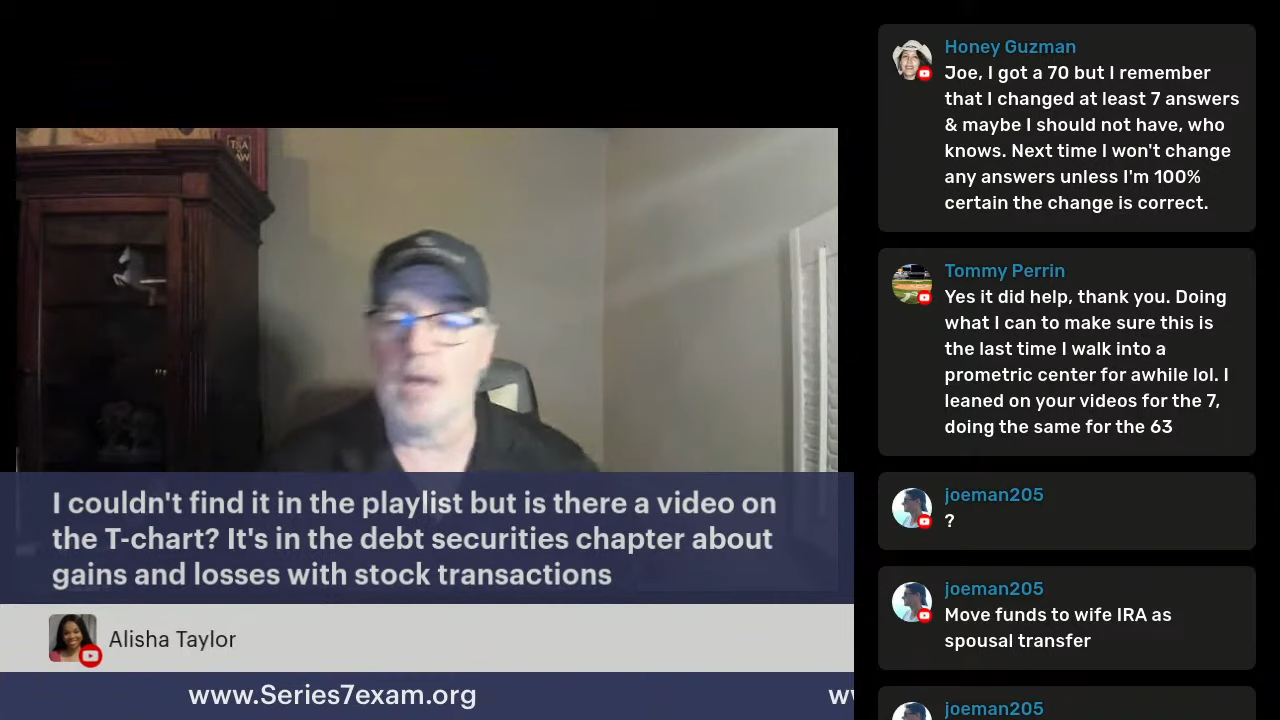 TSA
LAW
I couldn't find it in the playlist but is there a video on
the T-chart? It's in the debt securities chapter about
gains and losses with stock transactions
Alisha Taylor
www.Series7exam.org
Honey Guzman
Joe, I got a 70 but I remember
that I changed at least 7 answers
& maybe I should not have, who
knows. Next time I won't change
any answers unless I'm 100%
certain the change is correct.
Tommy Perrin
Yes it did help, thank you. Doing
what I can to make sure this is
the last time I walk into a
prometric center for awhile lol. I
leaned on your videos for the 7,
doing the same for the 63
joeman205
?
joeman205
Move funds to wife IRA as
spousal transfer
joeman205